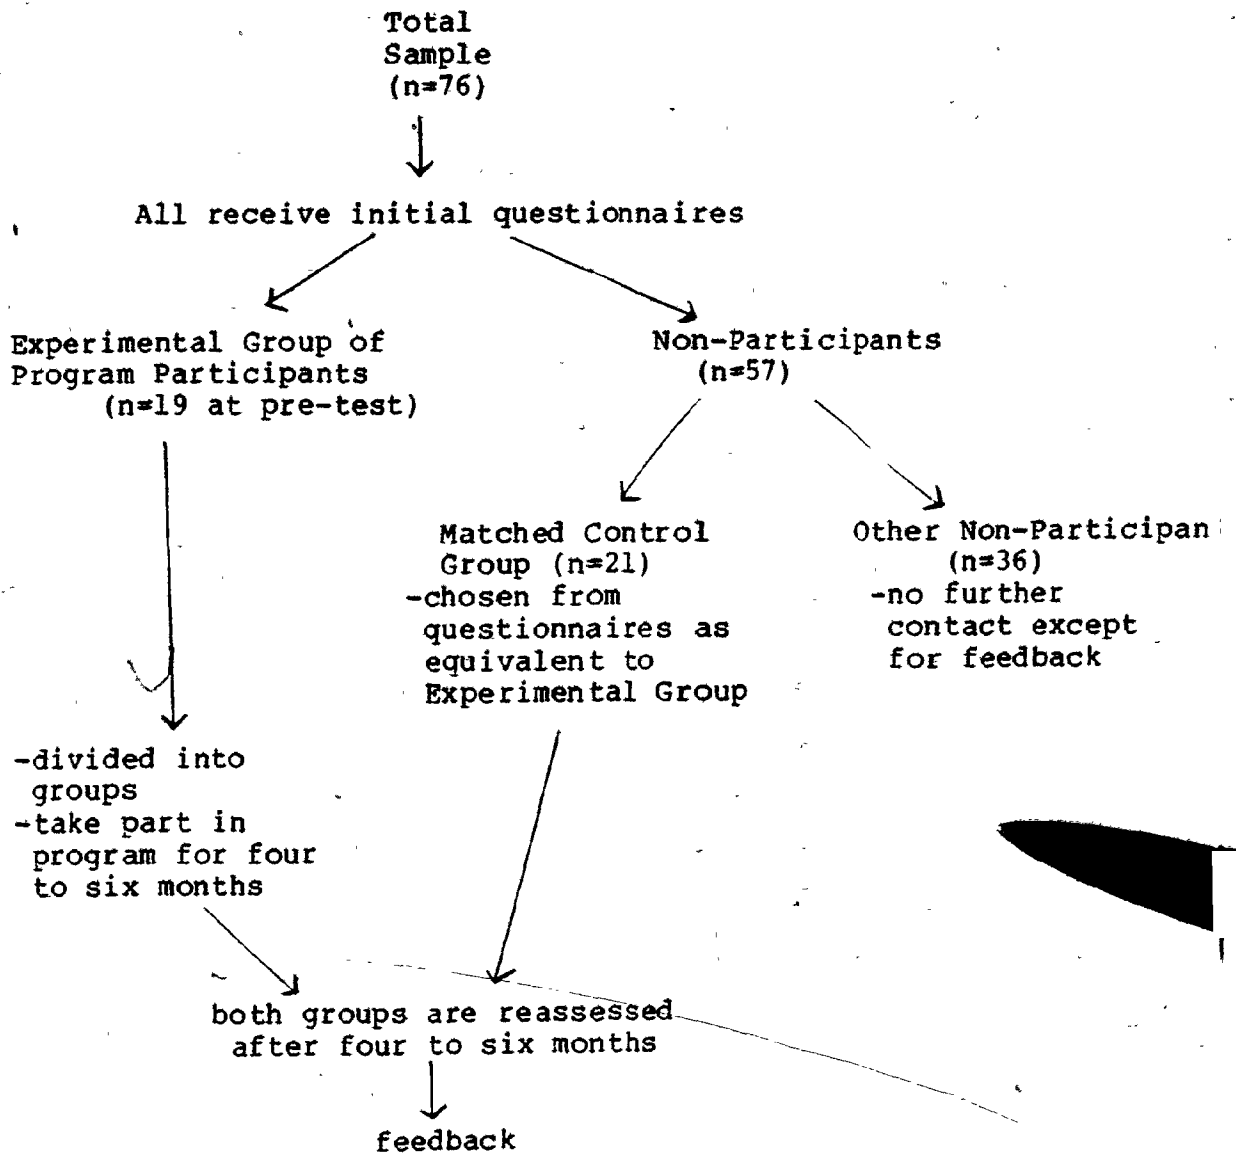 Total
Sample
(n=76)
All receive initial questionnaires
Experimental Group of
Program Participants
(n=19 at pre-test)
Non-Participants
(n=57)
Matched Control
Group (n=21)
-chosen from
questionnaires as
equivalent to
Experimental Group
Other Non-Participan
(n=36)
-no further
contact except
for feedback
-divided into
groups
-take part in
program for four
to six months
both groups are reassessed
after four to six months
feedback